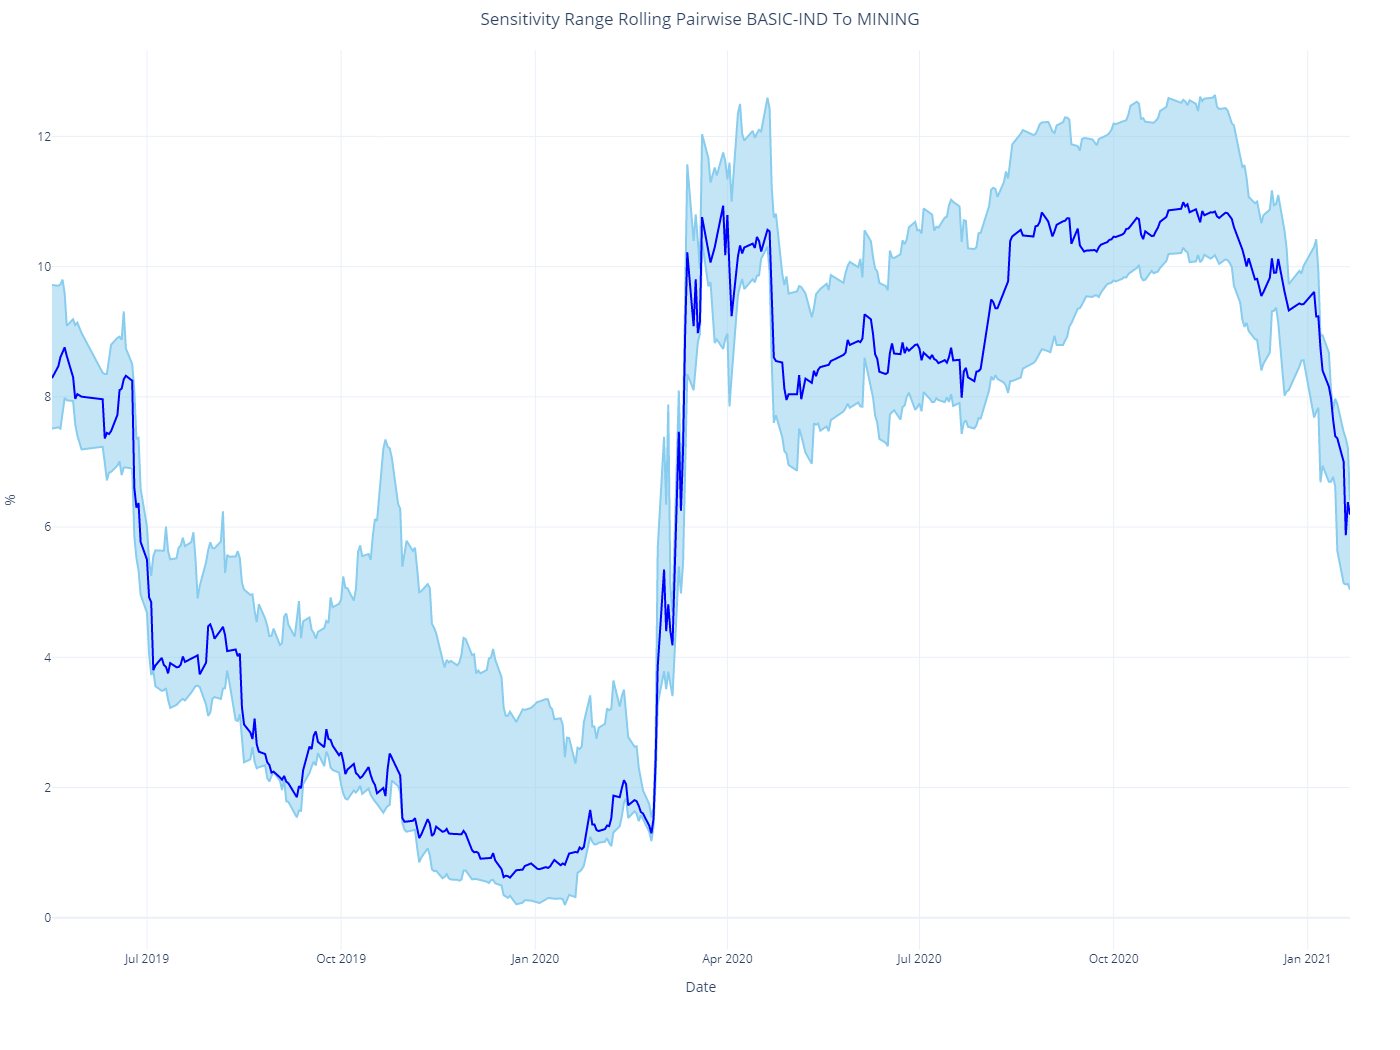 Sensitivity Range Rolling Pairwise BASIC-IND To MINING
12
10
8
6
4
2
0
%
Jul 2019
Oct 2019
Jan 2020
Apr 2020
Jul 2020
Oct 2020
Jan 2021
Date